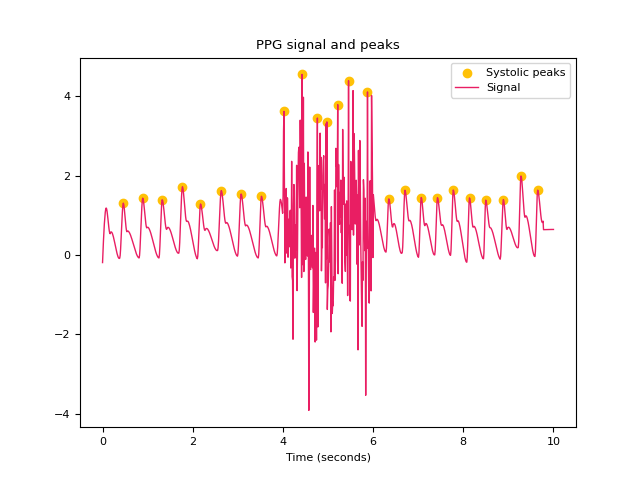 PPG signal and peaks
Systolic peaks
Signal
4
2
0
−2
−4
0 2 4 6 8 10
Time (seconds)